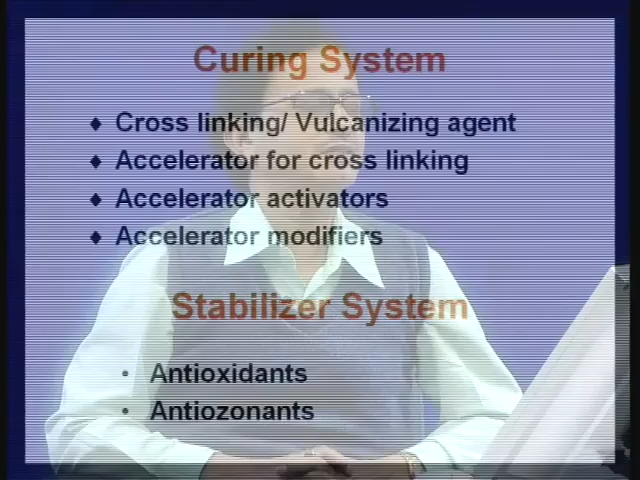 Curing System
♦ Cross linking/ Vulcanizing agent
♦ Accelerator for cross linking
♦ Accelerator activators
♦ Accelerator modifiers
Stabilizer System
• Antioxidants
• Antiozonants